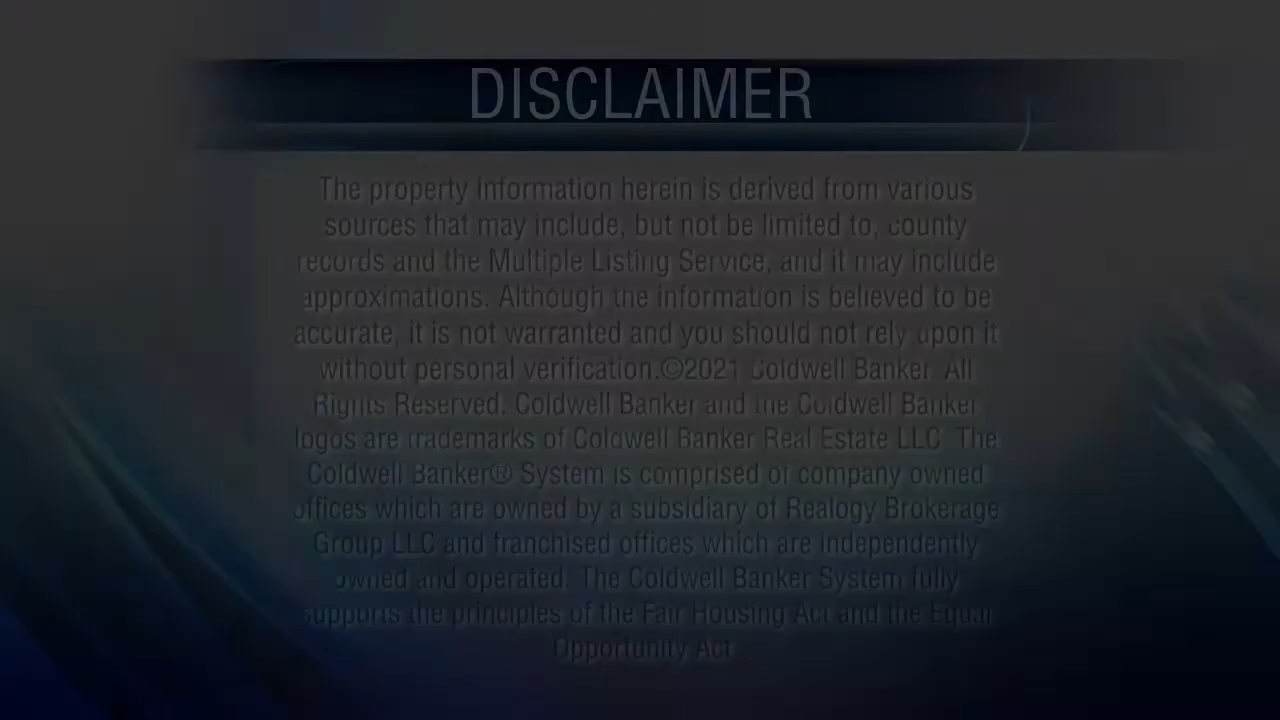 DISCLAIMER
The property information herein is derived from various
sources that may include, but not be limited to, county
records and the Multiple Listing Service, and it may include
approximations. Although the information is believed to be
accurate, it is not warranted and you should not rely upon it
without personal verification.©2021 Coldwell Banker. All
Rights Reserved. Coldwell Banker and the Coldwell Banker
logos are trademarks of Coldwell Banker Real Estate LLC. The
Coldwell Banker® System is comprised of company owned
offices which are owned by a subsidiary of Realogy Brokerage
Group LLC and franchised offices which are independently
owned and operated. The Coldwell Banker System fully
supports the principles of the Fair Housing Act and the Equal
Opportunity Act